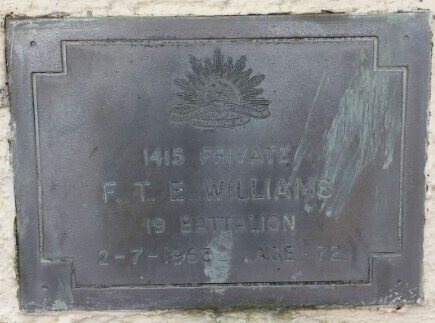 1415 PRIVATE
F. T. E. WILLIAMS
19 BATTALION
2-7-1963 AGE 72